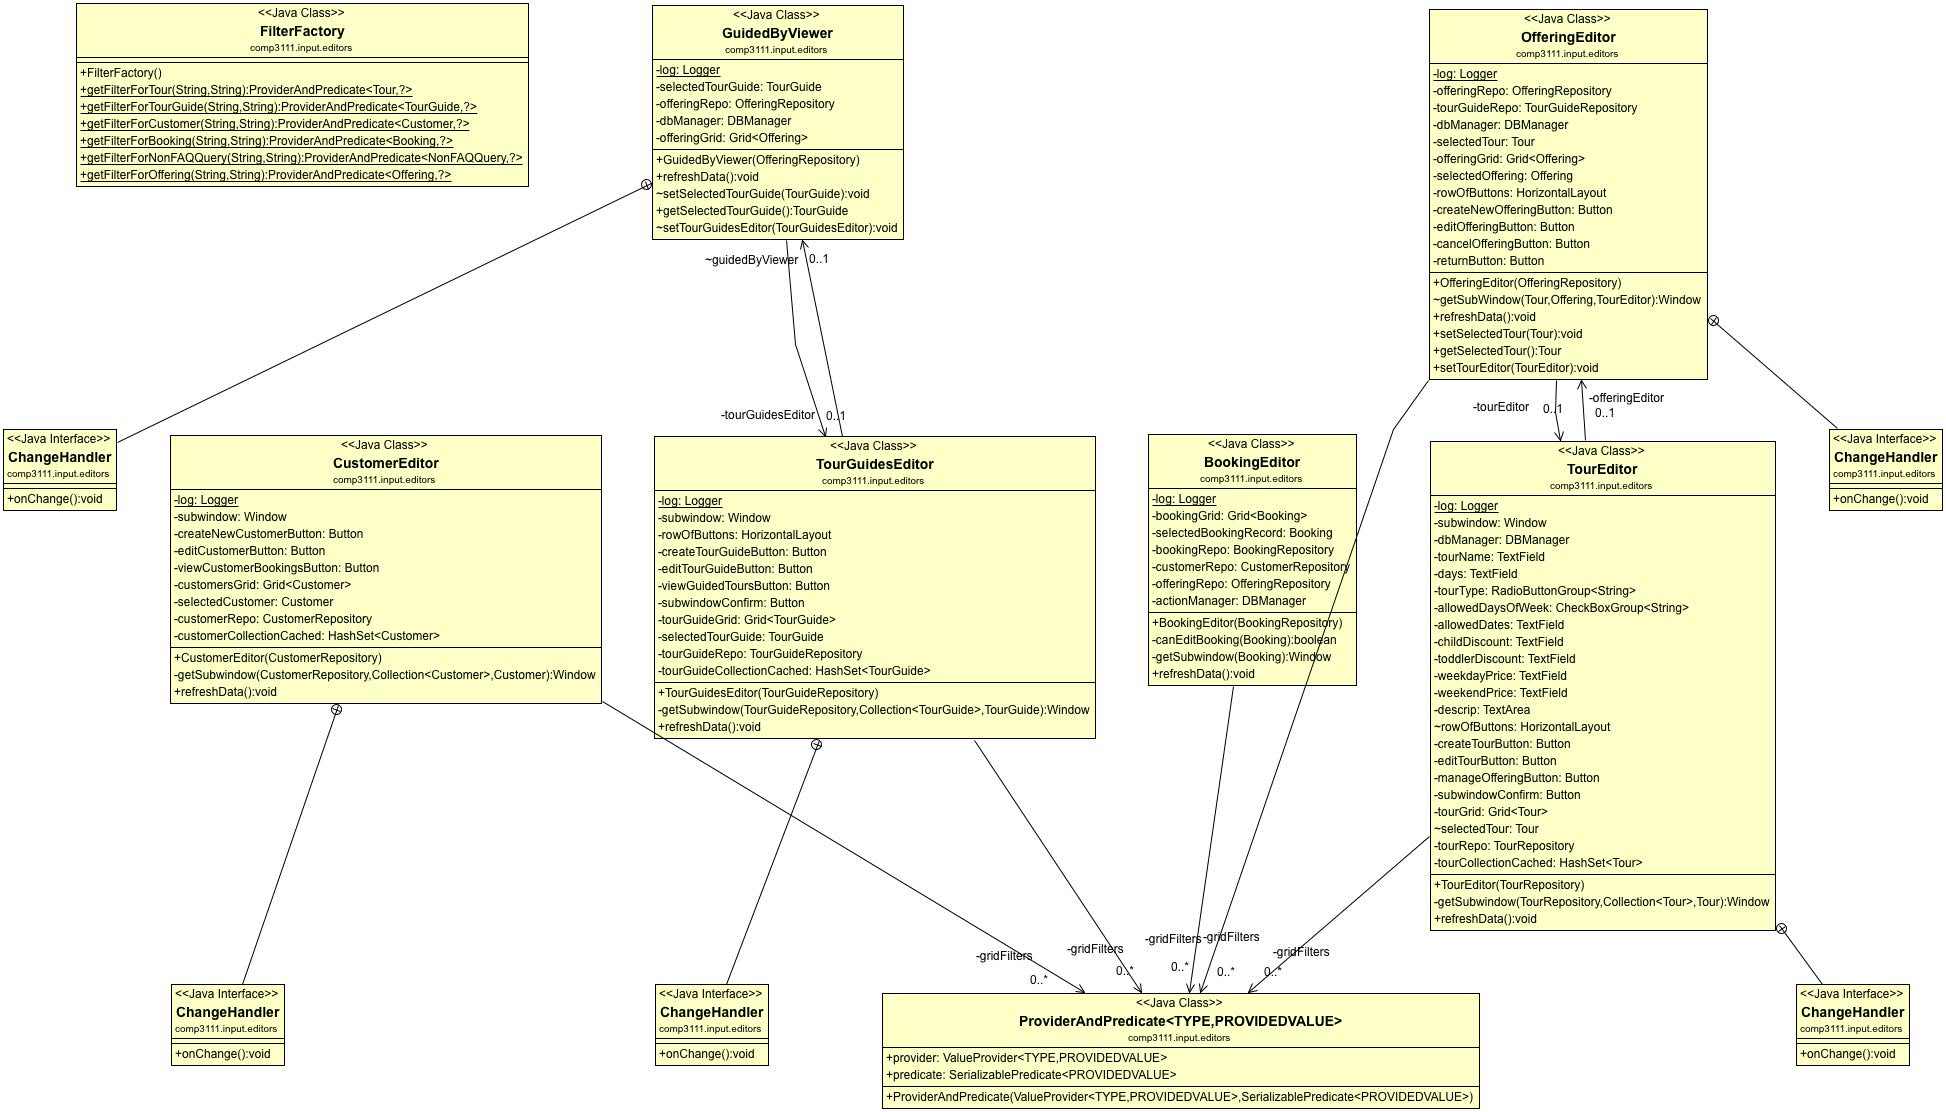 <<Java Class>>
FilterFactory
comp3111.input.editors
+FilterFactory()
+getFilterForTour(String,String):ProviderAndPredicate<Tour,?>
+getFilterForTourGuide(String,String):ProviderAndPredicate<TourGuide,?>
+getFilterForCustomer(String,String):ProviderAndPredicate<Customer,?>
+getFilterForBooking(String,String):ProviderAndPredicate<Booking,?>
+getFilterForNonFAQQuery(String,String):ProviderAndPredicate<NonFAQQuery,?>
+getFilterForOffering(String,String):ProviderAndPredicate<Offering,?>
<<Java Class>>
GuidedByViewer
comp3111.input.editors
-log: Logger
-selectedTourGuide: TourGuide
-offeringRepo: OfferingRepository
-dbManager: DBManager
-offeringGrid: Grid<Offering>
+GuidedByViewer(OfferingRepository)
+refreshData():void
~setSelectedTourGuide(TourGuide):void
+getSelectedTourGuide():TourGuide
~setTourGuidesEditor(TourGuidesEditor):void
<<Java Class>>
OfferingEditor
comp3111.input.editors
-log: Logger
-offeringRepo: OfferingRepository
-tourGuideRepo: TourGuideRepository
-dbManager: DBManager
-selectedTour: Tour
-offeringGrid: Grid<Offering>
-selectedOffering: Offering
-rowOfButtons: HorizontalLayout
-createNewOfferingButton: Button
-editOfferingButton: Button
-cancelOfferingButton: Button
-returnButton: Button
+OfferingEditor(OfferingRepository)
~getSubWindow(Tour,Offering,TourEditor):Window
+refreshData():void
+setSelectedTour(Tour):void
+getSelectedTour():Tour
+setTourEditor(TourEditor):void
~guidedByViewer
0..1
-tourGuidesEditor
0..1
-tourEditor
0..1
-offeringEditor
0..1
<<Java Interface>>
ChangeHandler
comp3111.input.editors
+onChange():void
<<Java Class>>
CustomerEditor
comp3111.input.editors
-log: Logger
-subwindow: Window
-createNewCustomerButton: Button
-editCustomerButton: Button
-viewCustomerBookingsButton: Button
-customersGrid: Grid<Customer>
-selectedCustomer: Customer
-customerRepo: CustomerRepository
-customerCollectionCached: HashSet<Customer>
+CustomerEditor(CustomerRepository)
-getSubwindow(CustomerRepository,Collection<Customer>,Customer):Window
+refreshData():void
<<Java Class>>
TourGuidesEditor
comp3111.input.editors
-log: Logger
-subwindow: Window
-rowOfButtons: HorizontalLayout
-createTourGuideButton: Button
-editTourGuideButton: Button
-viewGuidedToursButton: Button
-subwindowConfirm: Button
-tourGuideGrid: Grid<TourGuide>
-selectedTourGuide: TourGuide
-tourGuideRepo: TourGuideRepository
-tourGuideCollectionCached: HashSet<TourGuide>
+TourGuidesEditor(TourGuideRepository)
-getSubwindow(TourGuideRepository,Collection<TourGuide>,TourGuide):Window
+refreshData():void
<<Java Class>>
BookingEditor
comp3111.input.editors
-log: Logger
-bookingGrid: Grid<Booking>
-selectedBookingRecord: Booking
-bookingRepo: BookingRepository
-customerRepo: CustomerRepository
-offeringRepo: OfferingRepository
-actionManager: DBManager
+BookingEditor(BookingRepository)
-canEditBooking(Booking):boolean
-getSubwindow(Booking):Window
+refreshData():void
<<Java Class>>
TourEditor
comp3111.input.editors
-log: Logger
-subwindow: Window
-dbManager: DBManager
-tourName: TextField
-days: TextField
-tourType: RadioButtonGroup<String>
-allowedDaysOfWeek: CheckBoxGroup<String>
-allowedDates: TextField
-childDiscount: TextField
-toddlerDiscount: TextField
-weekdayPrice: TextField
-weekendPrice: TextField
-descrip: TextArea
~rowOfButtons: HorizontalLayout
-createTourButton: Button
-editTourButton: Button
-manageOfferingButton: Button
-subwindowConfirm: Button
-tourGrid: Grid<Tour>
~selectedTour: Tour
-tourRepo: TourRepository
-tourCollectionCached: HashSet<Tour>
+TourEditor(TourRepository)
-getSubwindow(TourRepository,Collection<Tour>,Tour):Window
+refreshData():void
<<Java Interface>>
ChangeHandler
comp3111.input.editors
+onChange():void
-gridFilters
0..*
-gridFilters
0..*
-gridFilters
0..*
-gridFilters
0..*
-gridFilters
0..*
<<Java Interface>>
ChangeHandler
comp3111.input.editors
+onChange():void
<<Java Interface>>
ChangeHandler
comp3111.input.editors
+onChange():void
<<Java Class>>
ProviderAndPredicate<TYPE,PROVIDEDVALUE>
comp3111.input.editors
+provider: ValueProvider<TYPE,PROVIDEDVALUE>
+predicate: SerializablePredicate<PROVIDEDVALUE>
+ProviderAndPredicate(ValueProvider<TYPE,PROVIDEDVALUE>,SerializablePredicate<PROVIDEDVALUE>)
<<Java Interface>>
ChangeHandler
comp3111.input.editors
+onChange():void